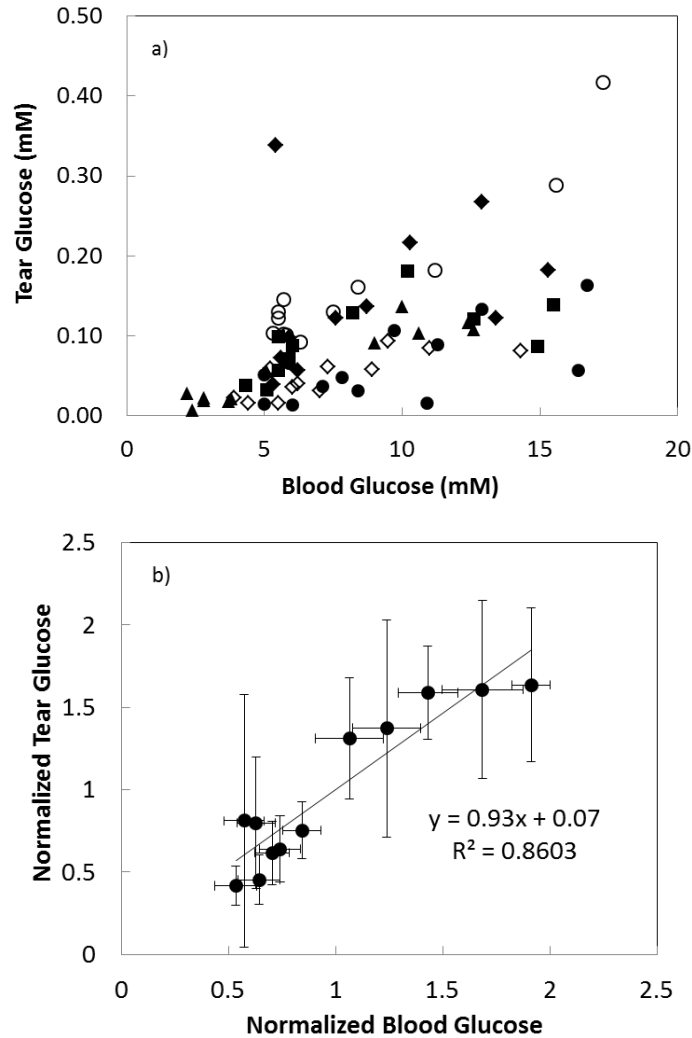 0.50
a)
0.40
0.30
0.20
0.10
0.00
Tear Glucose (mM)
0 5 10 15 20
Blood Glucose (mM)
2.5
b)
2
1.5
1
0.5
0
Normalized Tear Glucose
y = 0.93x + 0.07
R² = 0.8603
0 0.5 1 1.5 2 2.5
Normalized Blood Glucose